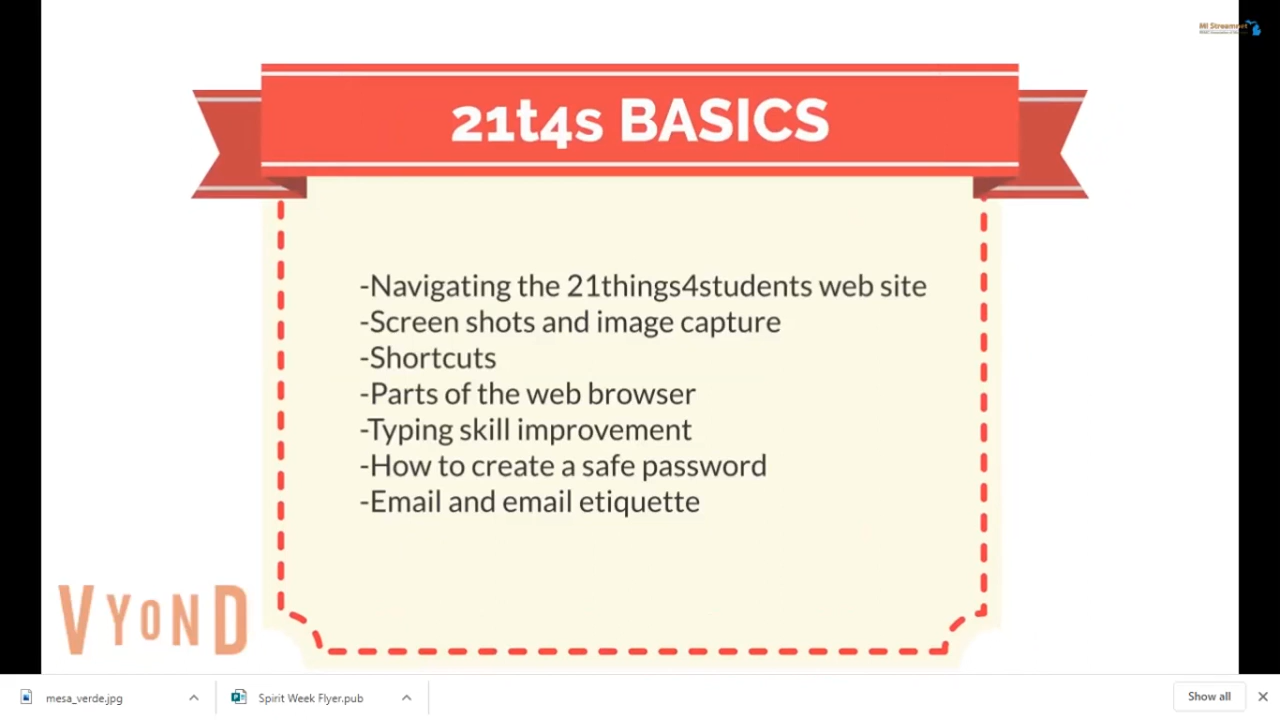 MI Streamnet
21t4s BASICS
-Navigating the 21things4students web site
-Screen shots and image capture
-Shortcuts
-Parts of the web browser
-Typing skill improvement
-How to create a safe password
-Email and email etiquette
VYOND
mesa_verde.jpg
Spirit Week Flyer.pub
Show all